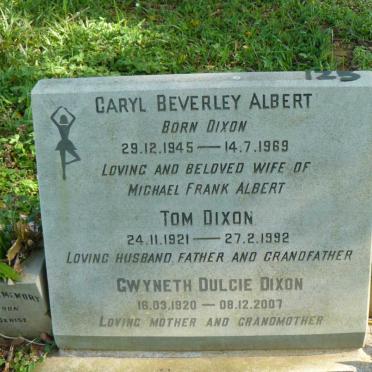 125
CARYL BEVERLEY ALBERT
BORN DIXON
29.12.1945 — 14.7.1969
LOVING AND BELOVED WIFE OF
MICHAEL FRANK ALBERT
TOM DIXON
24.11.1921 — 27.2.1992
LOVING HUSBAND, FATHER AND GRANDFATHER
GWYNETH DULCIE DIXON
16.03.1920 — 08.12.2007
LOVING MOTHER AND GRANDMOTHER
MEMORY